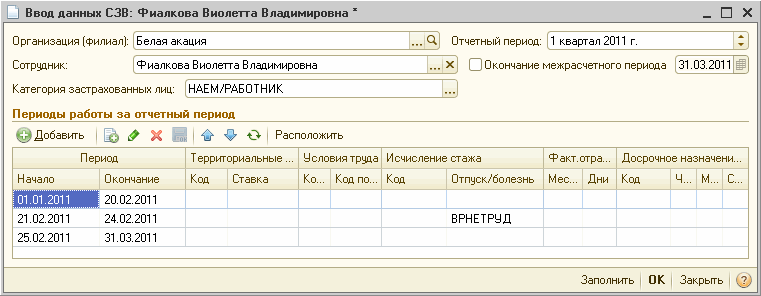 Ввод данных СЗВ: Фиалкова Виолетта Владимировна *
Организация (филиал): Белая акация ... Отчетный период: 1 квартал 2011 г.
Сотрудник: Фиалкова Виолетта Владимировна ... Окончание межрасчетного периода 31.03.2011
Категория застрахованных лиц: НАЕМ/РАБОТНИК ...
Периоды работы за отчетный период
Добавить Расположить
Период Территориальные ... Условия труда Исчисление стажа Факт.отра... Досрочное назначени...
Начало Окончание Код Ставка Ко... Код по... Код Отпуск/болезнь Мес... Дни Код Ч... М... С...
01.01.2011 20.02.2011
21.02.2011 24.02.2011 ВРНЕТРУД
25.02.2011 31.03.2011
Заполнить OK Закрыть ?